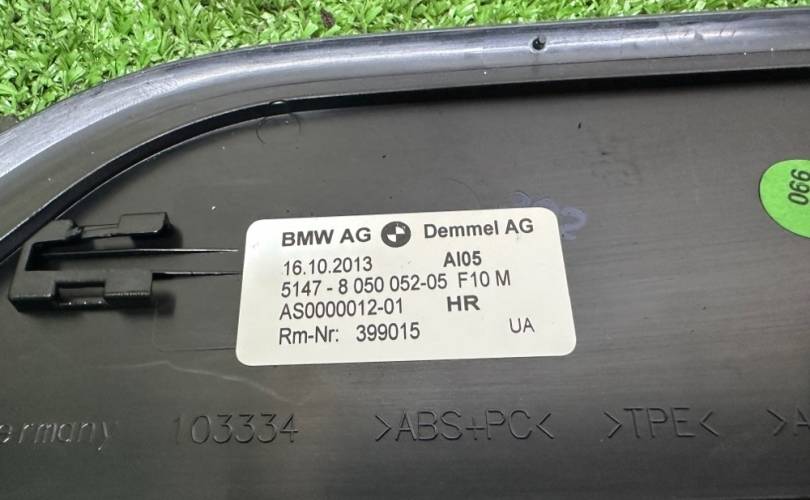 BMW AG Demmel AG
16.10.2013 AI05
5147 - 8 050 052-05 F10 M
AS0000012-01 HR
Rm-Nr: 399015 UA
066
103334 >ABS+PC< >TPE<